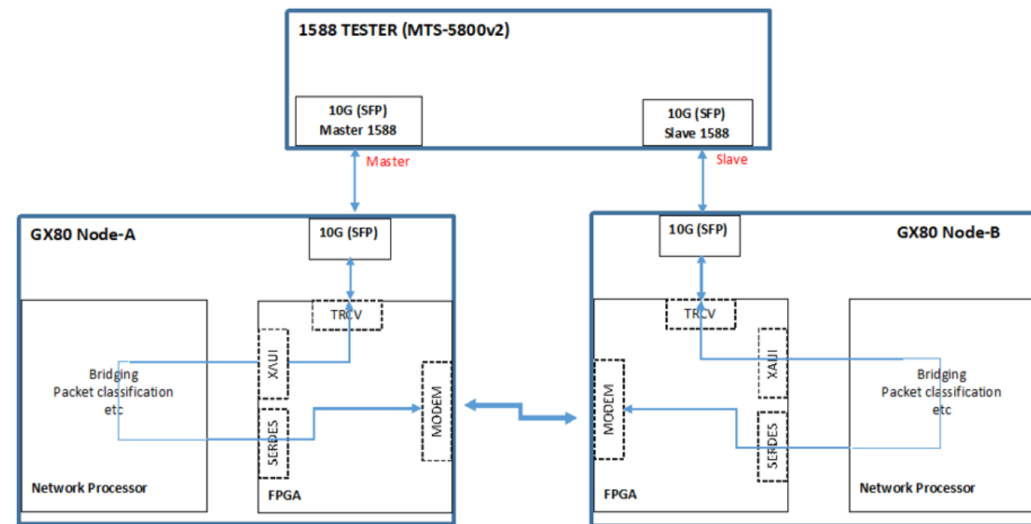 1588 TESTER (MTS-5800v2)
10G (SFP)
Master 1588
10G (SFP)
Slave 1588
Master
Slave
GX80 Node-A
10G (SFP)
TRCV
XAUI
SERDES
MODEM
Bridging
Packet classification
etc
Network Processor
FPGA
10G (SFP)
GX80 Node-B
TRCV
XAUI
MODEM
SERDES
Bridging
Packet classification
etc
FPGA
Network Processor